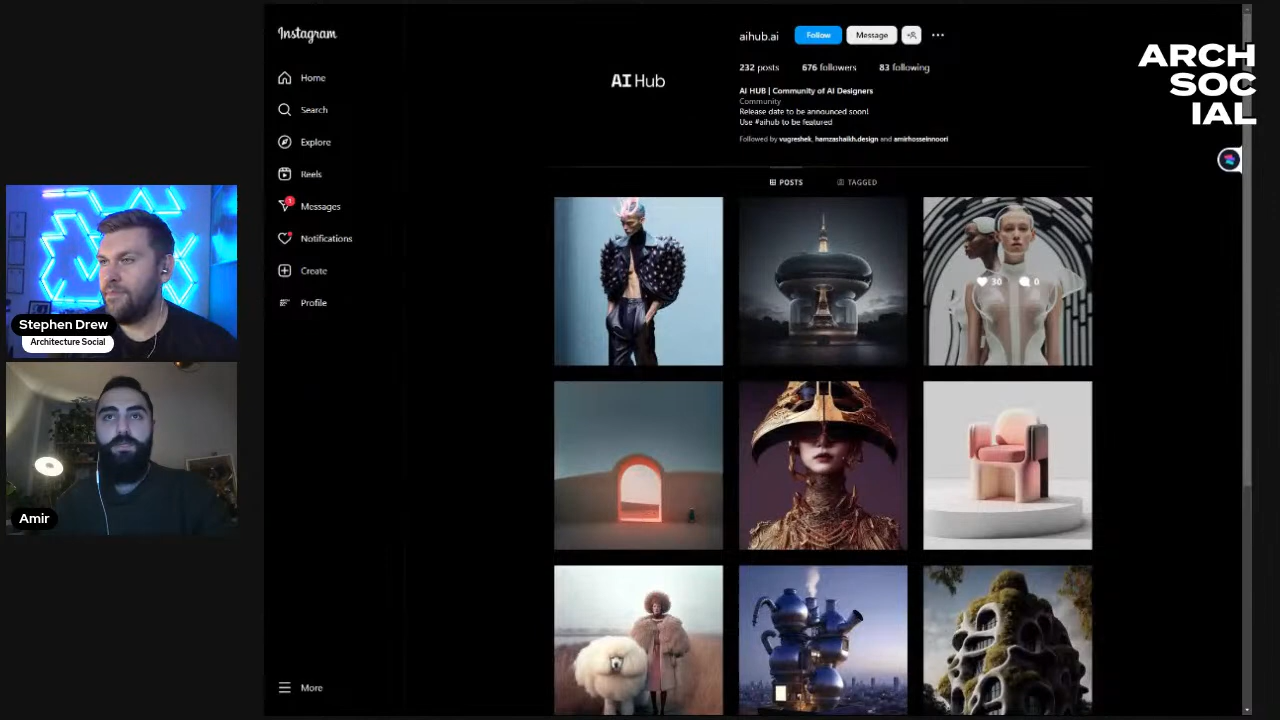 Instagram
Home
Search
Explore
Reels
1
Messages
Notifications
Create
Profile
More
AI Hub
aihub.ai
Follow
Message
232 posts 676 followers 83 following
AI HUB | Community of AI Designers
Community
Release date to be announced soon!
Use #aihub to be featured
Followed by vugreshek, hamzashaikh.design and amirhosseinnoori
POSTS TAGGED
30 0
ARCH
SOC
IAL
Stephen Drew
Architecture Social
Amir